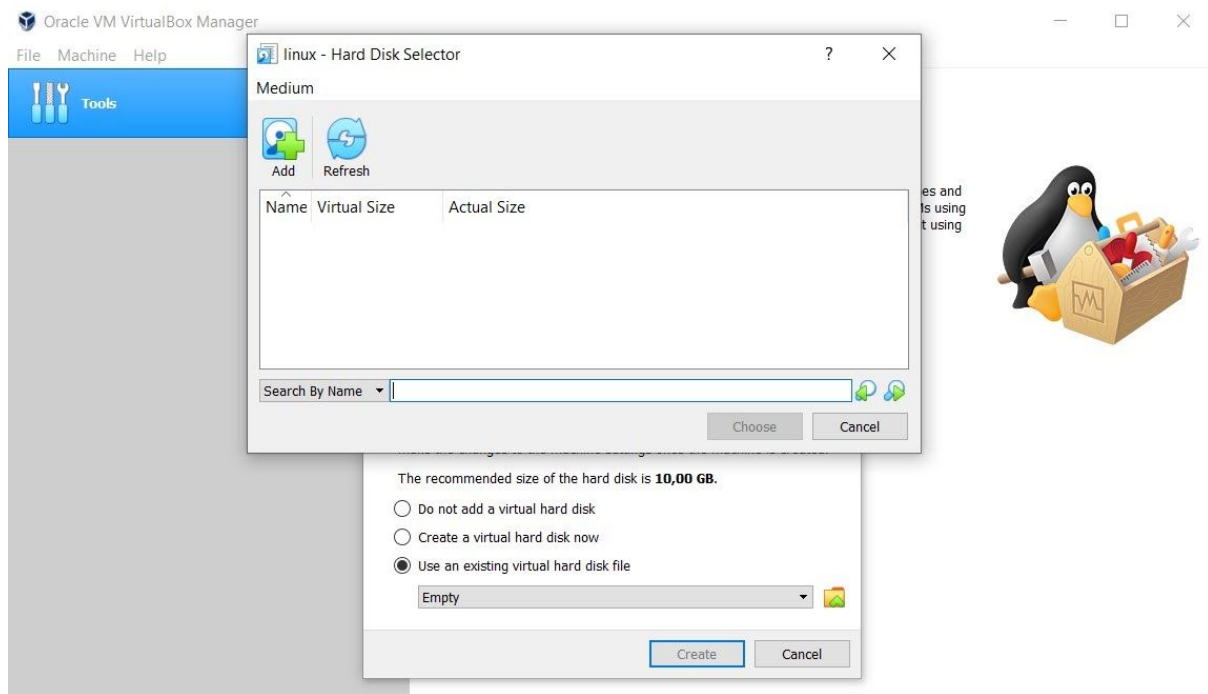 Oracle VM VirtualBox Manager
File Machine Help
Tools
linux - Hard Disk Selector
?
Medium
Add
Refresh
Name Virtual Size Actual Size
es and
using
t using
Search By Name
Choose Cancel
The recommended size of the hard disk is 10,00 GB.
Do not add a virtual hard disk
Create a virtual hard disk now
Use an existing virtual hard disk file
Empty
Create Cancel